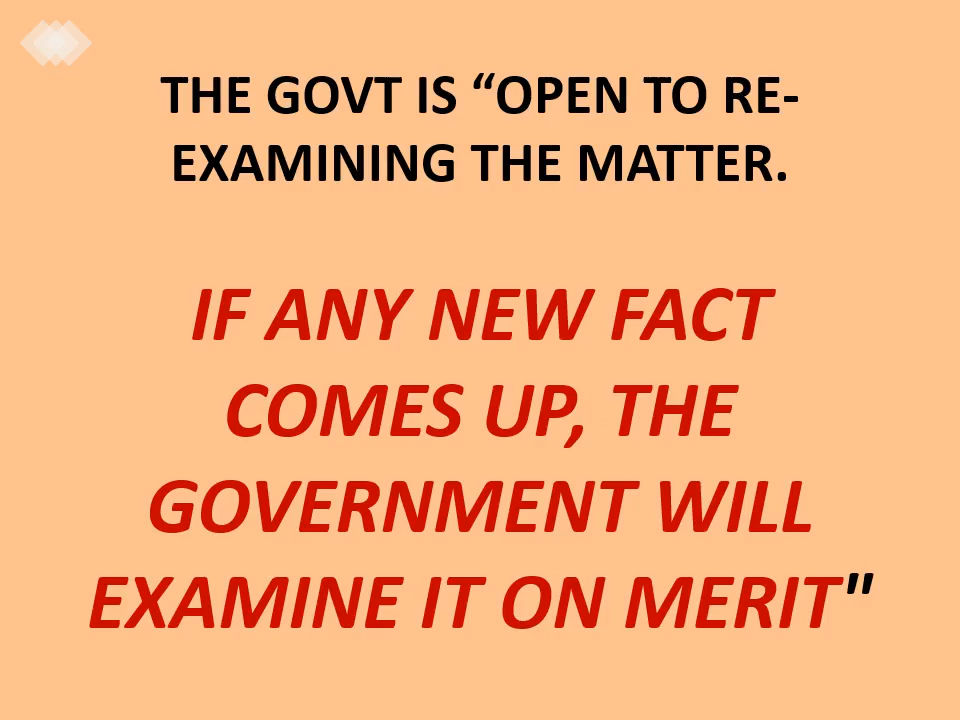 THE GOVT IS “OPEN TO RE-
EXAMINING THE MATTER.
IF ANY NEW FACT
COMES UP, THE
GOVERNMENT WILL
EXAMINE IT ON MERIT"